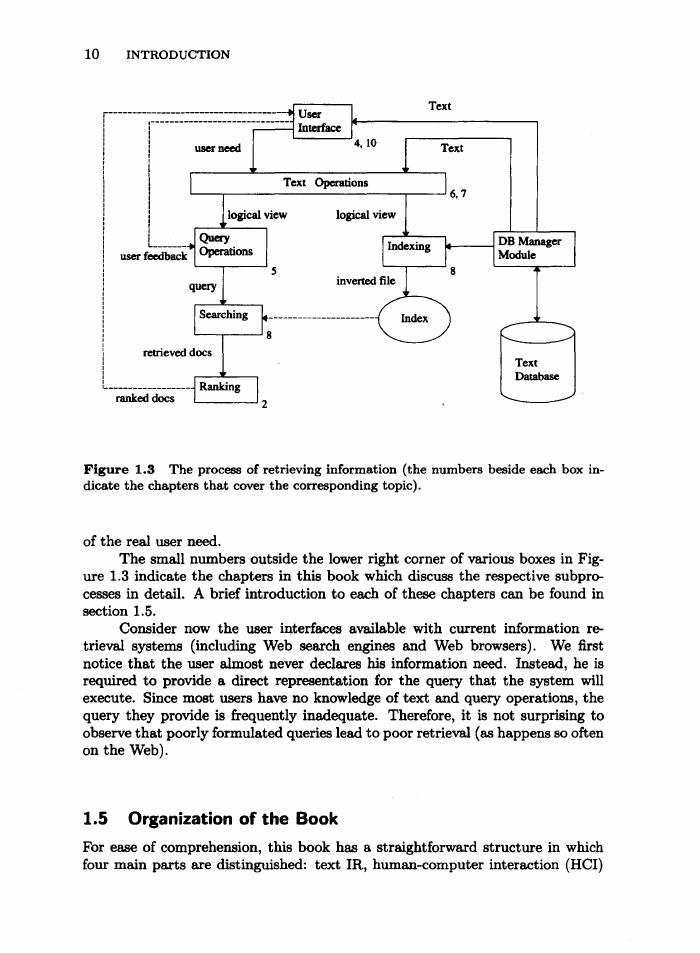 10 INTRODUCTION
Text
User
Interface
4, 10
user need
Text
Text Operations
6, 7
logical view
logical view
Query
Operations
5
user feedback
Indexing
8
DB Manager
Module
query
inverted file
Searching
8
Index
retrieved docs
Text
Database
Ranking
2
ranked docs
Figure 1.3 The process of retrieving information (the numbers beside each box in-
dicate the chapters that cover the corresponding topic).
of the real user need.
The small numbers outside the lower right corner of various boxes in Fig-
ure 1.3 indicate the chapters in this book which discuss the respective subpro-
cesses in detail. A brief introduction to each of these chapters can be found in
section 1.5.
Consider now the user interfaces available with current information re-
trieval systems (including Web search engines and Web browsers). We first
notice that the user almost never declares his information need. Instead, he is
required to provide a direct representation for the query that the system will
execute. Since most users have no knowledge of text and query operations, the
query they provide is frequently inadequate. Therefore, it is not surprising to
observe that poorly formulated queries lead to poor retrieval (as happens so often
on the Web).
1.5 Organization of the Book
For ease of comprehension, this book has a straightforward structure in which
four main parts are distinguished: text IR, human-computer interaction (HCI)